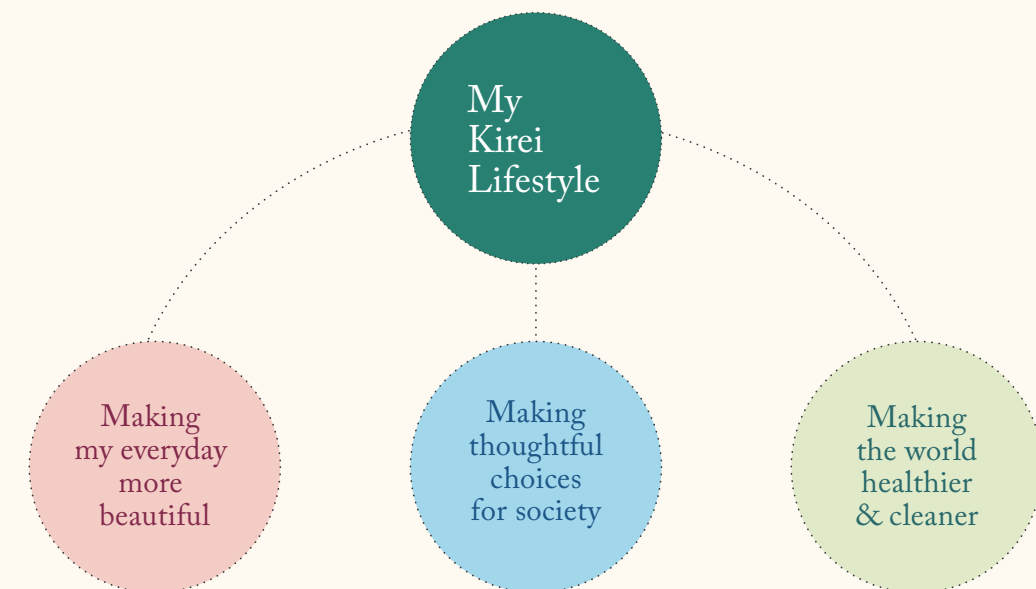 My
Kirei
Lifestyle
Making
my everyday
more
beautiful
Making
thoughtful
choices
for society
Making
the world
healthier
& cleaner